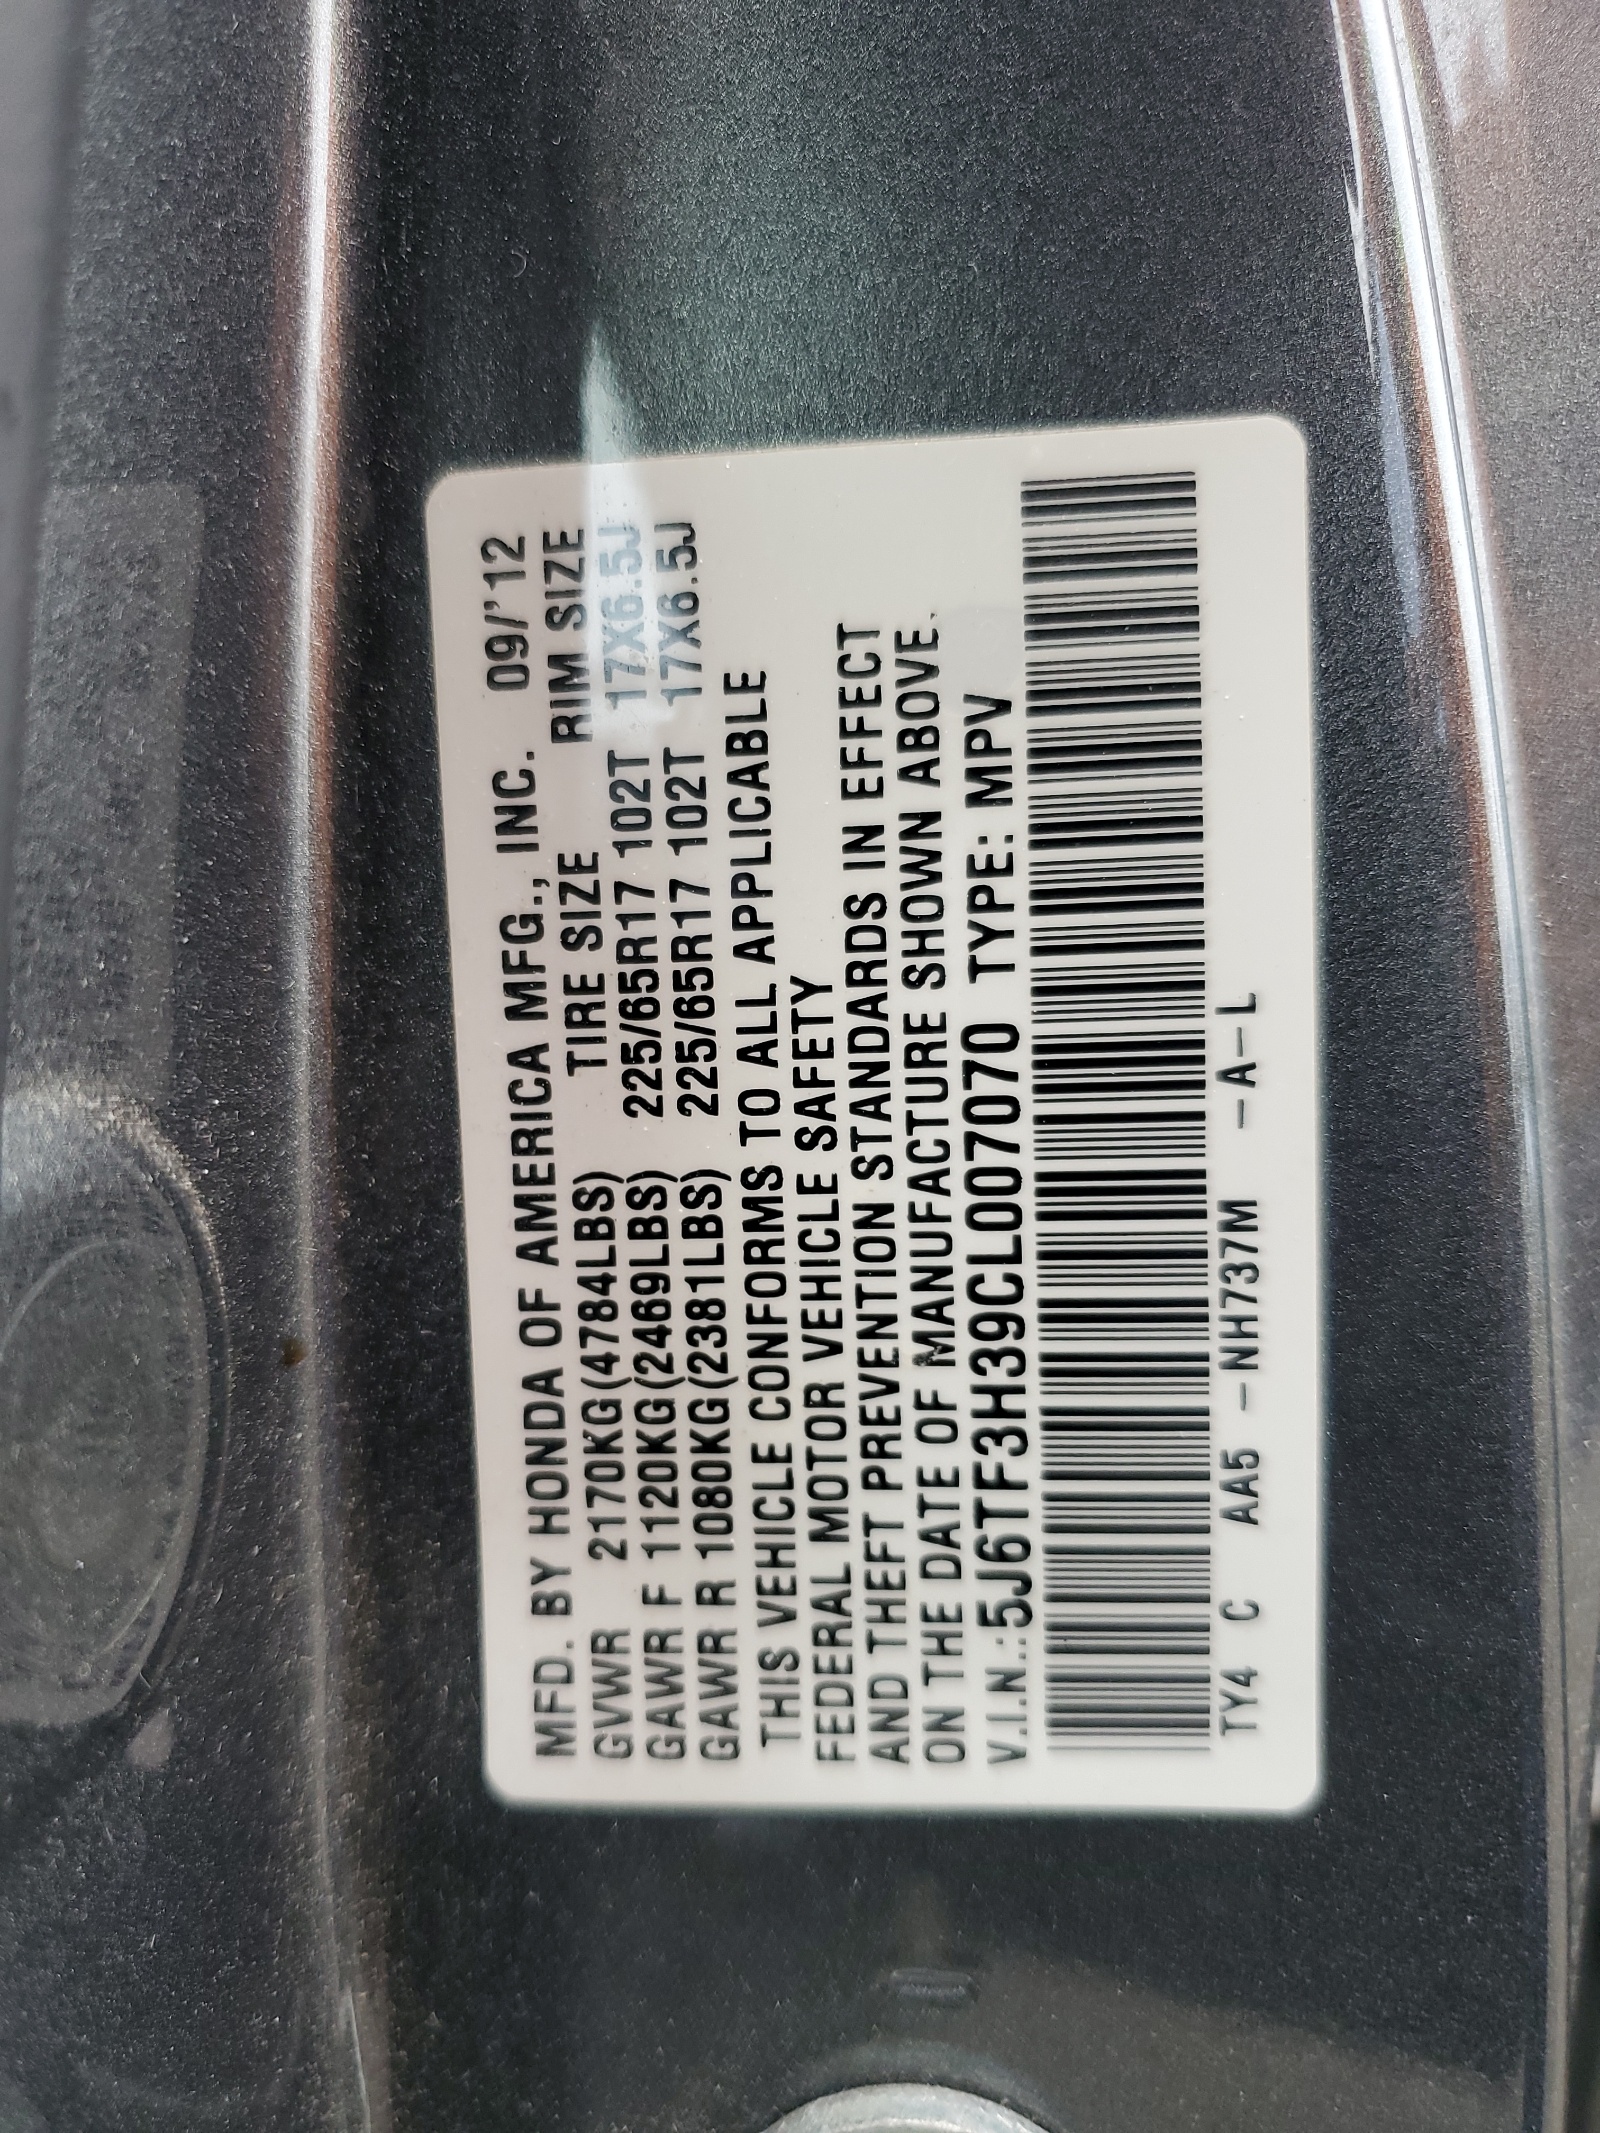 MFD. BY HONDA OF AMERICA MFG., INC. 09/'12
TIRE SIZE RIM SIZE
GVWR 2170KG(4784LBS)
GAWR F 1120KG(2469LBS) 225/65R17 102T 17X6.5J
GAWR R 1080KG(2381LBS) 225/65R17 102T 17X6.5J
THIS VEHICLE CONFORMS TO ALL APPLICABLE
FEDERAL MOTOR VEHICLE SAFETY
AND THEFT PREVENTION STANDARDS IN EFFECT
ON THE DATE OF MANUFACTURE SHOWN ABOVE.
V.I.N.:5J6TF3H39CL007070 TYPE: MPV
TY4 C AA5 -NH737M -A-L